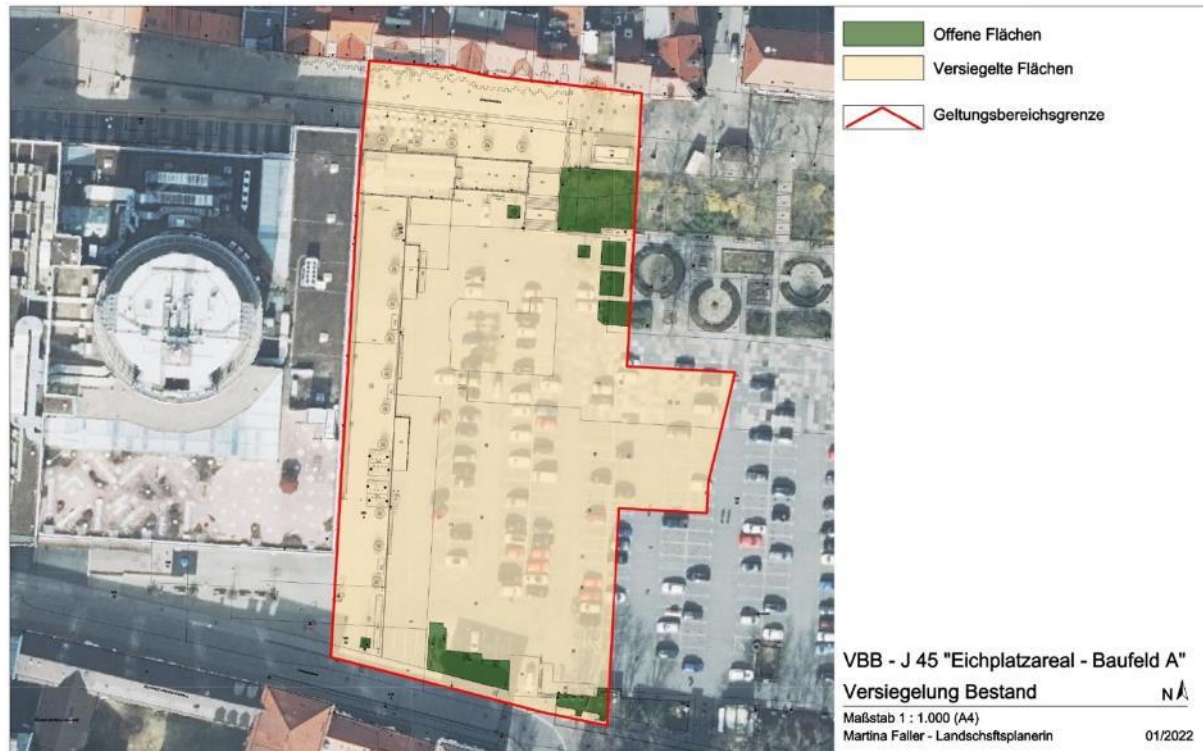 Offene Flächen
Versiegelte Flächen
Geltungsbereichsgrenze
VBB - J 45 "Eichplatzareal - Baufeld A"
Versiegelung Bestand
N
Maßstab 1 : 1.000 (A4)
Martina Faller - Landschsftsplanerin 01/2022